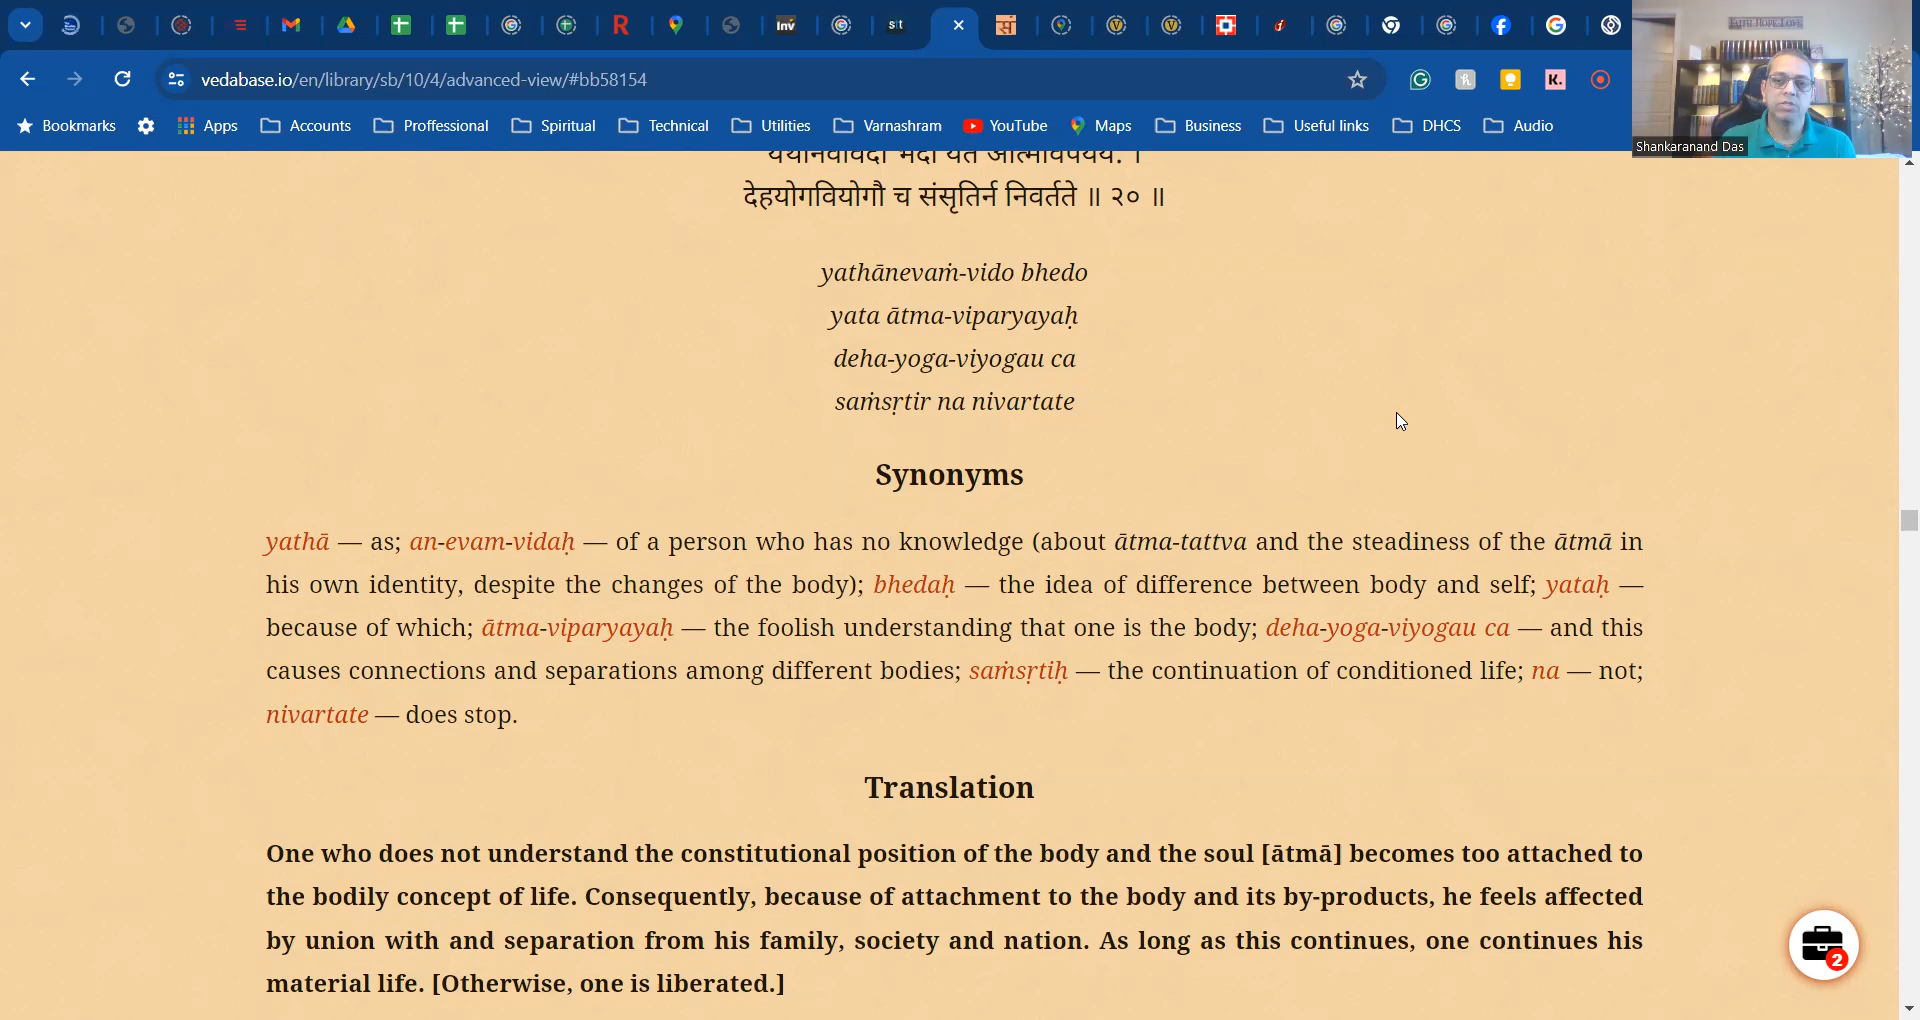 Inv
st
vedabase.io/en/library/sb/10/4/advanced-view/#bb58154
K.
Bookmarks Apps Accounts Proffessional Spiritual Technical Utilities Varnashram YouTube Maps Business Useful links DHCS Audio
FAITH HOPE LOVE
Shankaranand Das
देहयोगवियोगौ च संसृतिर्न निवर्तते ॥ २० ॥
yathānevaṁ-vido bhedo
yata ātma-viparyayaḥ
deha-yoga-viyogau ca
saṁsṛtir na nivartate
Synonyms
yathā — as; an-evam-vidaḥ — of a person who has no knowledge (about ātma-tattva and the steadiness of the ātmā in
his own identity, despite the changes of the body); bhedaḥ — the idea of difference between body and self; yataḥ —
because of which; ātma-viparyayaḥ — the foolish understanding that one is the body; deha-yoga-viyogau ca — and this
causes connections and separations among different bodies; saṁsṛtiḥ — the continuation of conditioned life; na — not;
nivartate — does stop.
Translation
One who does not understand the constitutional position of the body and the soul [ātmā] becomes too attached to
the bodily concept of life. Consequently, because of attachment to the body and its by-products, he feels affected
by union with and separation from his family, society and nation. As long as this continues, one continues his
material life. [Otherwise, one is liberated.]
2